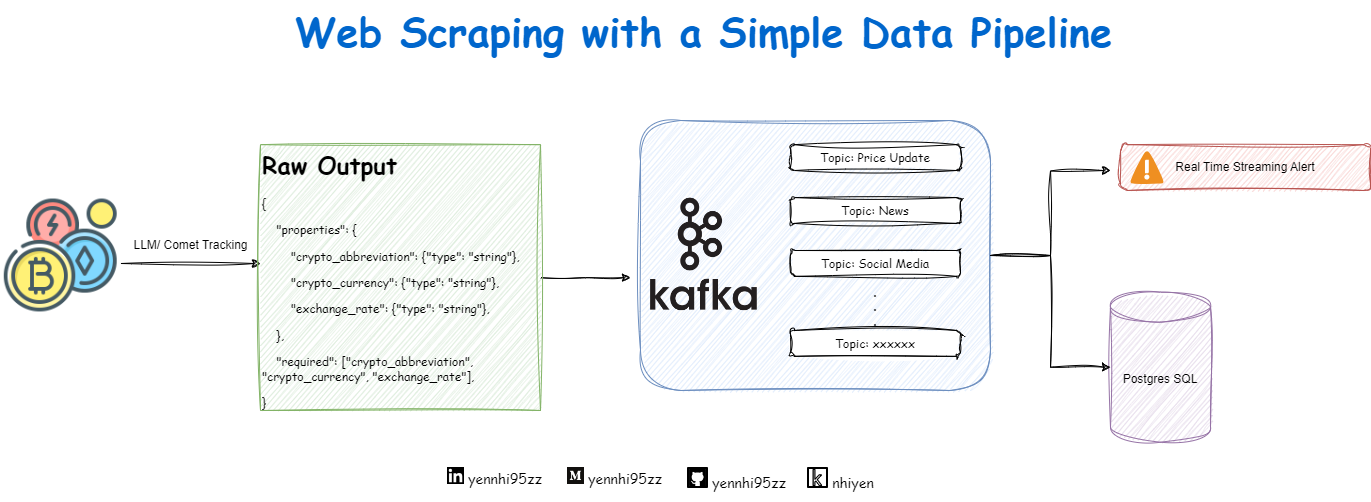 Web Scraping with a Simple Data Pipeline
LLM/ Comet Tracking
Raw Output
{
"properties": {
"crypto_abbreviation": {"type": "string"},
"crypto_currency": {"type": "string"},
"exchange_rate": {"type": "string"},
},
"required": ["crypto_abbreviation",
"crypto_currency", "exchange_rate"],
}
kafka
Topic: Price Update
Topic: News
Topic: Social Media
.
.
.
Topic: xxxxxx
Real Time Streaming Alert
Postgres SQL
in yennhi95zz
M yennhi95zz
yennhi95zz
k nhiyen